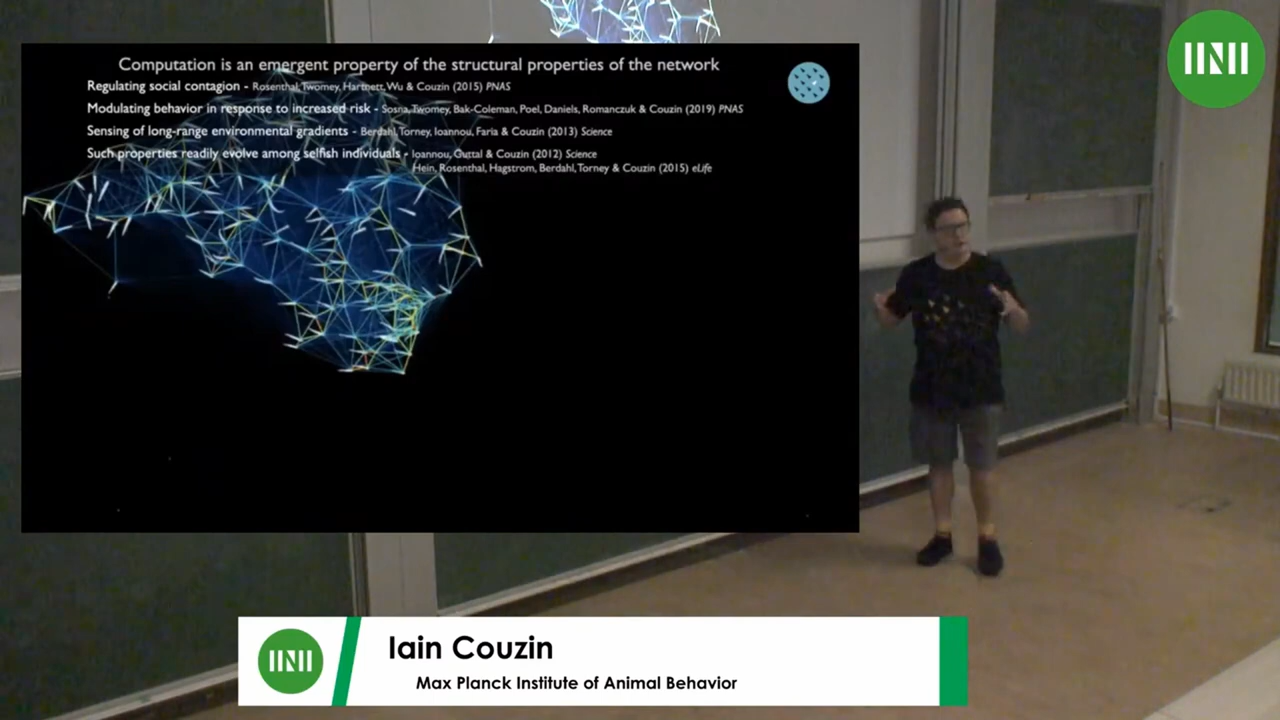 Computation is an emergent property of the structural properties of the network
Regulating social contagion - Rosenthal, Twomey, Hartnett, Wu & Couzin (2015) PNAS
Modulating behavior in response to increased risk - Sosna, Twomey, Bak-Coleman, Poel, Daniels, Romanczuk & Couzin (2019) PNAS
Sensing of long-range environmental gradients - Berdahl, Torney, Ioannou, Faria & Couzin (2013) Science
Such properties readily evolve among selfish individuals - Ioannou, Guttal & Couzin (2012) Science
Hein, Rosenthal, Hagstrom, Berdahl, Torney & Couzin (2015) eLife
IINII
IINII
Iain Couzin
Max Planck Institute of Animal Behavior